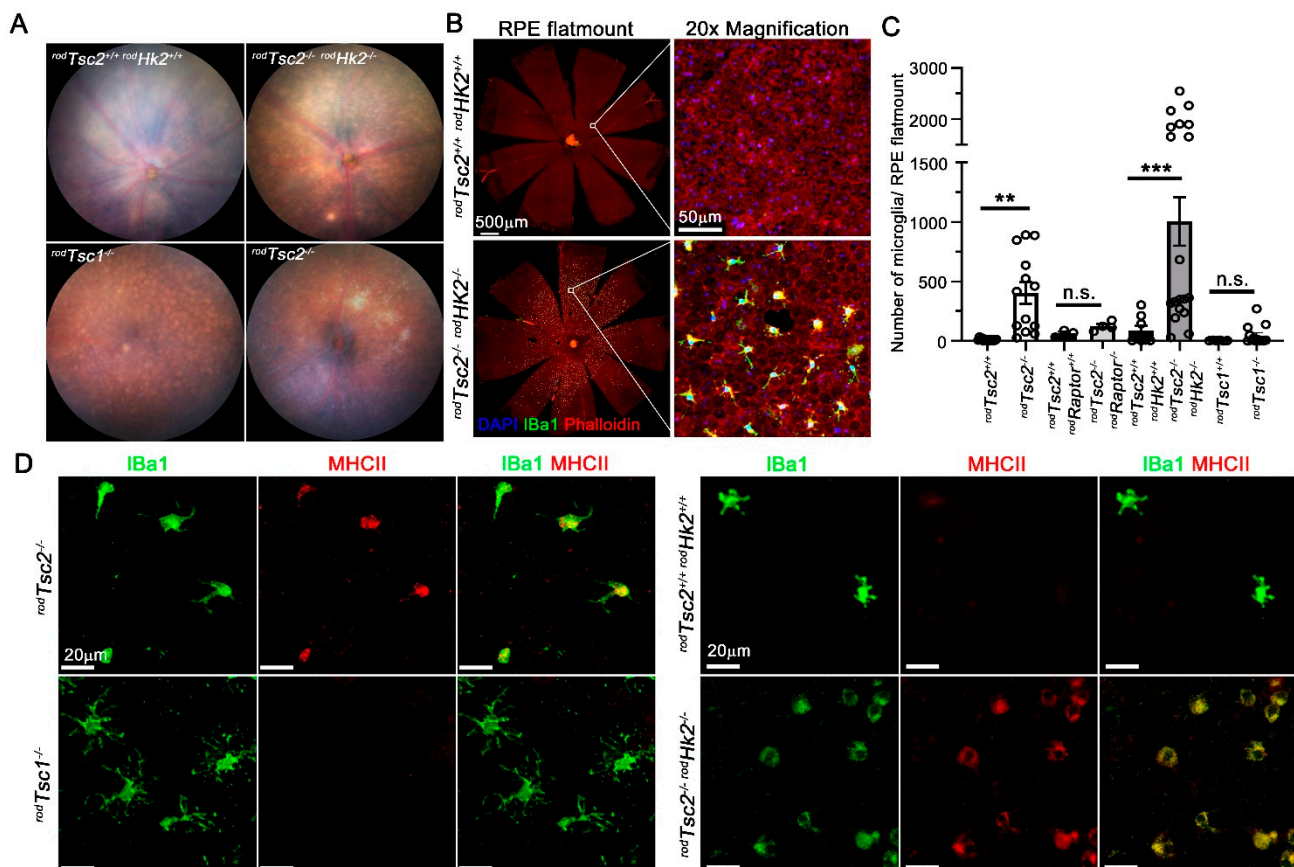 A
rodTsc2+/+ rodHk2+/+
rodTsc2-/- rodHk2-/-
rodTsc1-/-
rodTsc2-/-
B
RPE flatmount
20x Magnification
rodTsc2+/+ rodHK2+/+
500μm
50μm
rodTsc2-/- rodHK2-/-
DAPI IBa1 Phalloidin
C
Number of microglia/ RPE flatmount
3000
2500
2000
1500
1000
500
0
**
n.s.
***
n.s.
rodTsc2+/+
rodTsc2-/-
rodTsc2+/+
rodRaptor+/+
rodTsc2-/-
rodRaptor-/-
rodTsc2+/+
rodHk2+/+
rodTsc2-/-
rodHk2-/-
rodTsc1+/+
rodTsc1-/-
D
IBa1
MHCII
IBa1 MHCII
IBa1
MHCII
IBa1 MHCII
rodTsc2-/-
20μm
rodTsc1-/-
rodTsc2+/+ rodHk2+/+
20μm
rodTsc2-/- rodHk2-/-